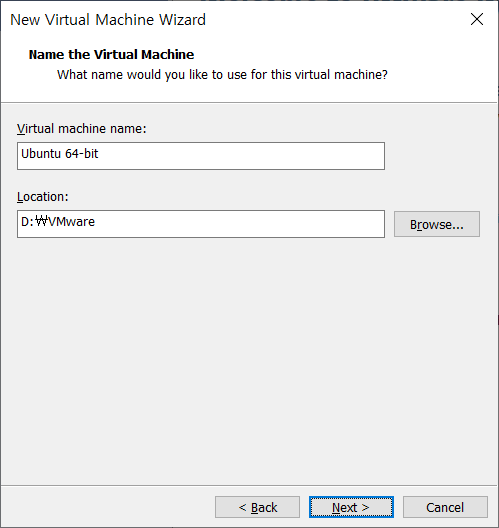 New Virtual Machine Wizard
Name the Virtual Machine
What name would you like to use for this virtual machine?
Virtual machine name:
Ubuntu 64-bit
Location:
D:₩VMware
Browse...
< Back
Next >
Cancel